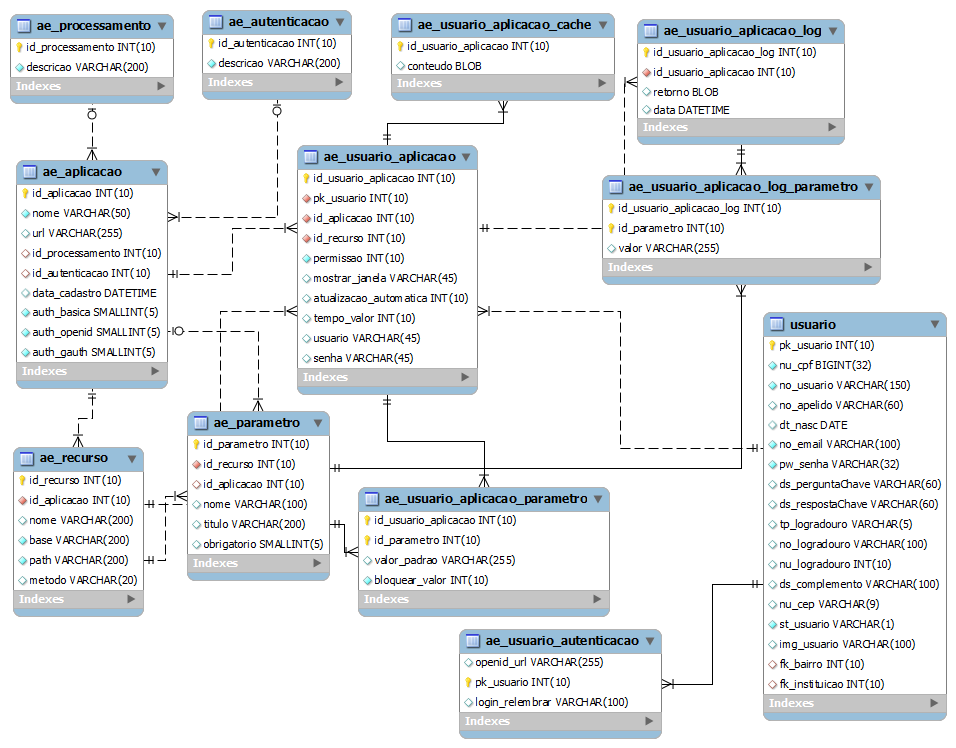 ae_processamento
id_processamento INT(10)
descricao VARCHAR(200)
Indexes
ae_autenticacao
id_autenticacao INT(10)
descricao VARCHAR(200)
Indexes
ae_usuario_aplicacao_cache
id_usuario_aplicacao INT(10)
conteudo BLOB
Indexes
ae_usuario_aplicacao_log
id_usuario_aplicacao_log INT(10)
id_usuario_aplicacao INT(10)
retorno BLOB
data DATETIME
Indexes
ae_aplicacao
id_aplicacao INT(10)
nome VARCHAR(50)
url VARCHAR(255)
id_processamento INT(10)
id_autenticacao INT(10)
data_cadastro DATETIME
auth_basica SMALLINT(5)
auth_openid SMALLINT(5)
auth_gauth SMALLINT(5)
Indexes
ae_usuario_aplicacao
id_usuario_aplicacao INT(10)
pk_usuario INT(10)
id_aplicacao INT(10)
id_recurso INT(10)
permissao INT(10)
mostrar_janela VARCHAR(45)
atualizacao_automatica INT(10)
tempo_valor INT(10)
usuario VARCHAR(45)
senha VARCHAR(45)
Indexes
ae_usuario_aplicacao_log_parametro
id_usuario_aplicacao_log INT(10)
id_parametro INT(10)
valor VARCHAR(255)
Indexes
usuario
pk_usuario INT(10)
nu_cpf BIGINT(32)
no_usuario VARCHAR(150)
no_apelido VARCHAR(60)
dt_nasc DATE
no_email VARCHAR(100)
pw_senha VARCHAR(32)
ds_perguntaChave VARCHAR(60)
ds_respostaChave VARCHAR(60)
tp_logradouro VARCHAR(5)
no_logradouro VARCHAR(100)
nu_logradouro INT(10)
ds_complemento VARCHAR(100)
nu_cep VARCHAR(9)
st_usuario VARCHAR(1)
img_usuario VARCHAR(100)
fk_bairro INT(10)
fk_instituicao INT(10)
Indexes
ae_recurso
id_recurso INT(10)
id_aplicacao INT(10)
nome VARCHAR(200)
base VARCHAR(200)
path VARCHAR(200)
metodo VARCHAR(20)
Indexes
ae_parametro
id_parametro INT(10)
id_recurso INT(10)
id_aplicacao INT(10)
nome VARCHAR(100)
titulo VARCHAR(200)
obrigatorio SMALLINT(5)
Indexes
ae_usuario_aplicacao_parametro
id_usuario_aplicacao INT(10)
id_parametro INT(10)
valor_padrao VARCHAR(255)
bloquear_valor INT(10)
Indexes
ae_usuario_autenticacao
openid_url VARCHAR(255)
pk_usuario INT(10)
login_relembrar VARCHAR(100)
Indexes